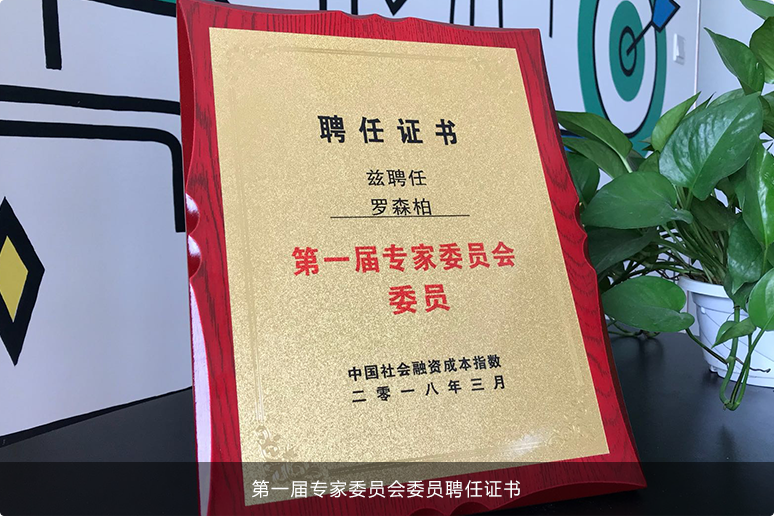 聘任证书
兹聘任
罗森柏
第一届专家委员会
委员
中国社会融资成本指数
二零一八年三月
第一届专家委员会委员聘任证书